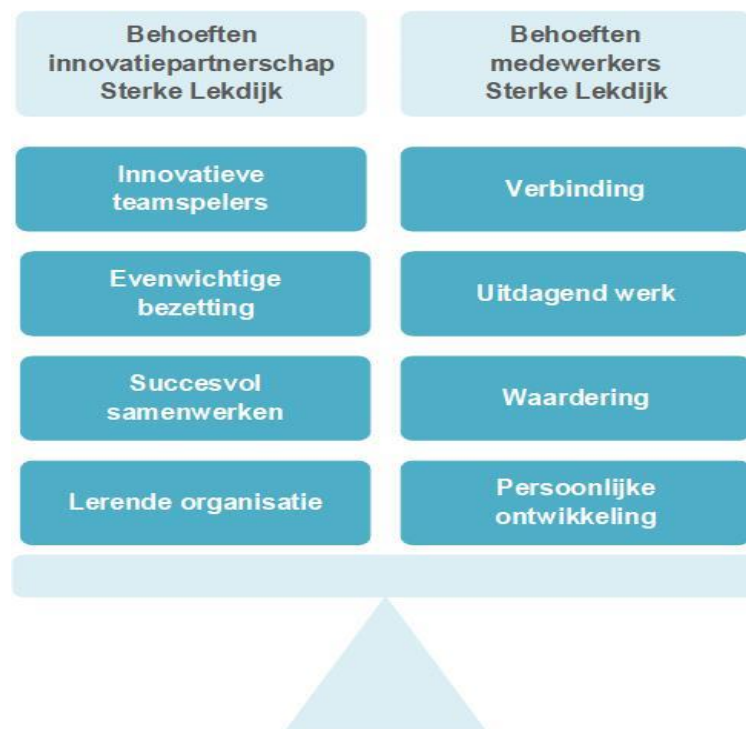 Behoeften
innovatiepartnerschap
Sterke Lekdijk
Behoeften
medewerkers
Sterke Lekdijk
Innovatieve
teamspelers
Verbinding
Evenwichtige
bezetting
Uitdagend werk
Succesvol
samenwerken
Waardering
Lerende organisatie
Persoonlijke
ontwikkeling